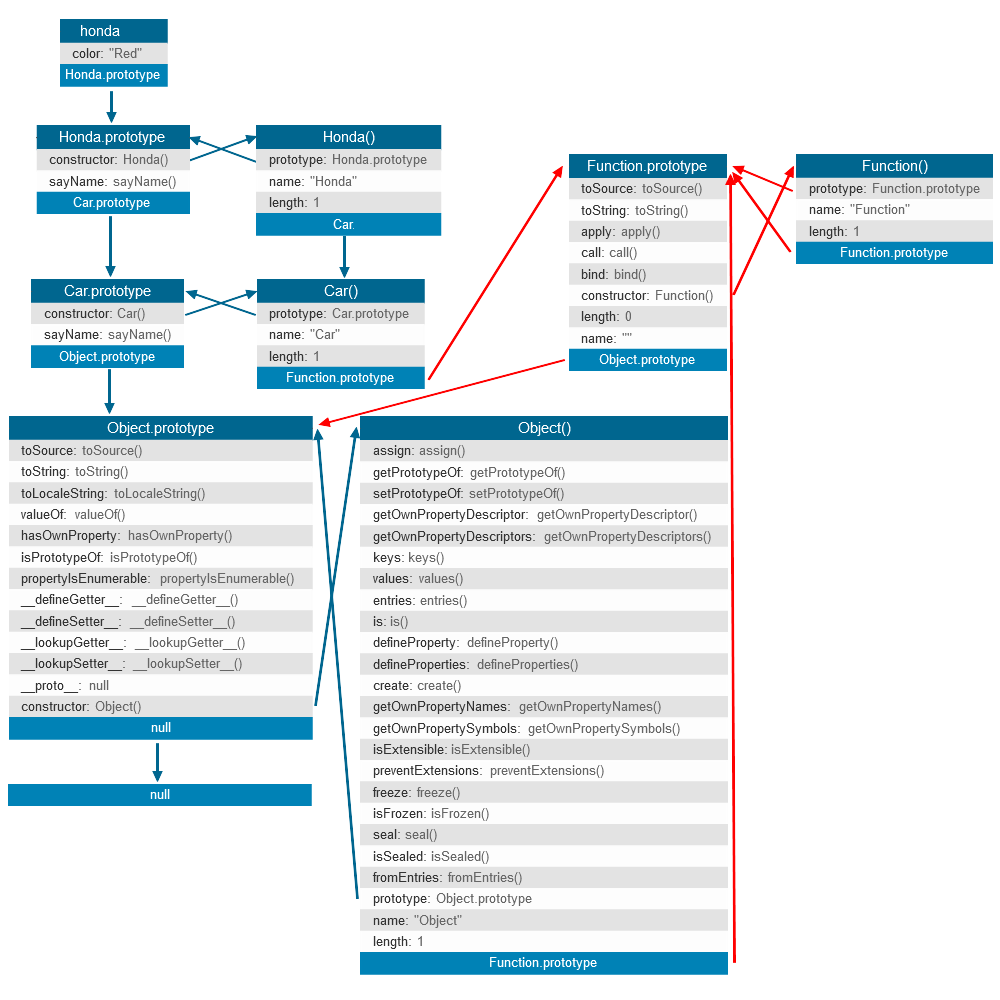 honda
color: "Red"
Honda.prototype
Honda.prototype
constructor: Honda()
sayName: sayName()
Car.prototype
Honda()
prototype: Honda.prototype
name: "Honda"
length: 1
Car
Function.prototype
toSource: toSource()
toString: toString()
apply: apply()
call: call()
bind: bind()
constructor: Function()
length: 0
name: ""
Object.prototype
Function()
prototype: Function.prototype
name: "Function"
length: 1
Function.prototype
Car.prototype
constructor: Car()
sayName: sayName()
Object.prototype
Car()
prototype: Car.prototype
name: "Car"
length: 1
Function.prototype
Object.prototype
toSource: toSource()
toString: toString()
toLocaleString: toLocaleString()
valueOf: valueOf()
hasOwnProperty: hasOwnProperty()
isPrototypeOf: isPrototypeOf()
propertyIsEnumerable: propertyIsEnumerable()
__defineGetter__: __defineGetter__()
__defineSetter__: __defineSetter__()
__lookupGetter__: __lookupGetter__()
__lookupSetter__: __lookupSetter__()
__proto__: null
constructor: Object()
null
null
Object()
assign: assign()
getPrototypeOf: getPrototypeOf()
setPrototypeOf: setPrototypeOf()
getOwnPropertyDescriptor: getOwnPropertyDescriptor()
getOwnPropertyDescriptors: getOwnPropertyDescriptors()
keys: keys()
values: values()
entries: entries()
is: is()
defineProperty: defineProperty()
defineProperties: defineProperties()
create: create()
getOwnPropertyNames: getOwnPropertyNames()
getOwnPropertySymbols: getOwnPropertySymbols()
isExtensible: isExtensible()
preventExtensions: preventExtensions()
freeze: freeze()
isFrozen: isFrozen()
seal: seal()
isSealed: isSealed()
fromEntries: fromEntries()
prototype: Object.prototype
name: "Object"
length: 1
Function.prototype